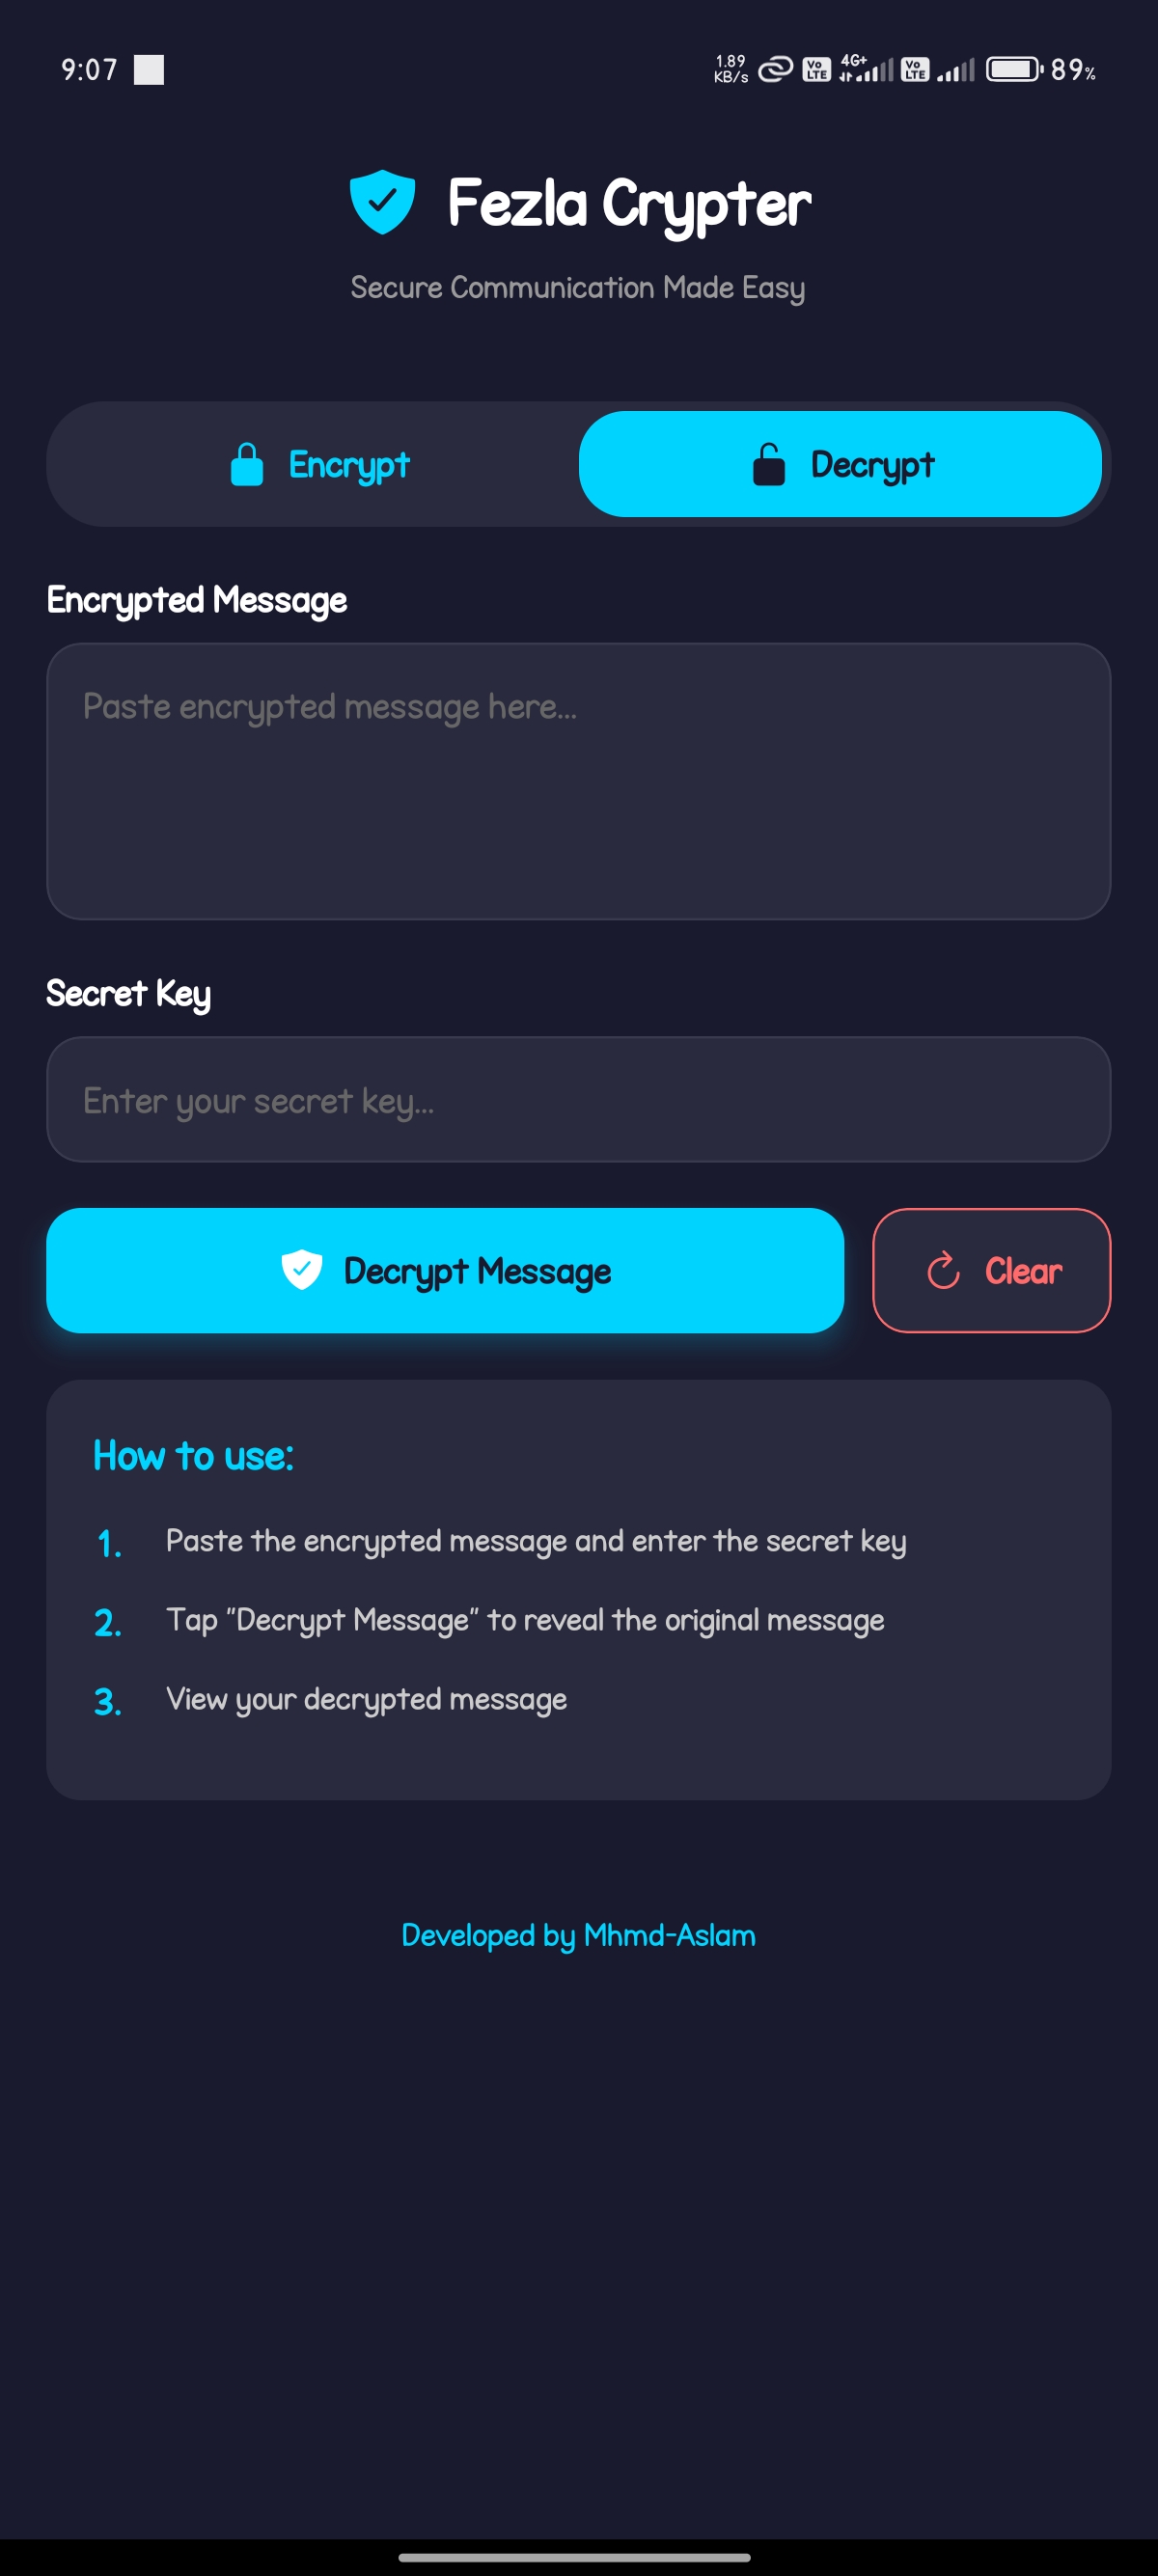 9:07
1.89 KB/s
Vo LTE
4G+
Vo LTE
89%
Fezla Crypter
Secure Communication Made Easy
Encrypt
Decrypt
Encrypted Message
Paste encrypted message here...
Secret Key
Enter your secret key...
Decrypt Message
Clear
How to use:
1. Paste the encrypted message and enter the secret key
2. Tap "Decrypt Message" to reveal the original message
3. View your decrypted message
Developed by Mhmd-Aslam